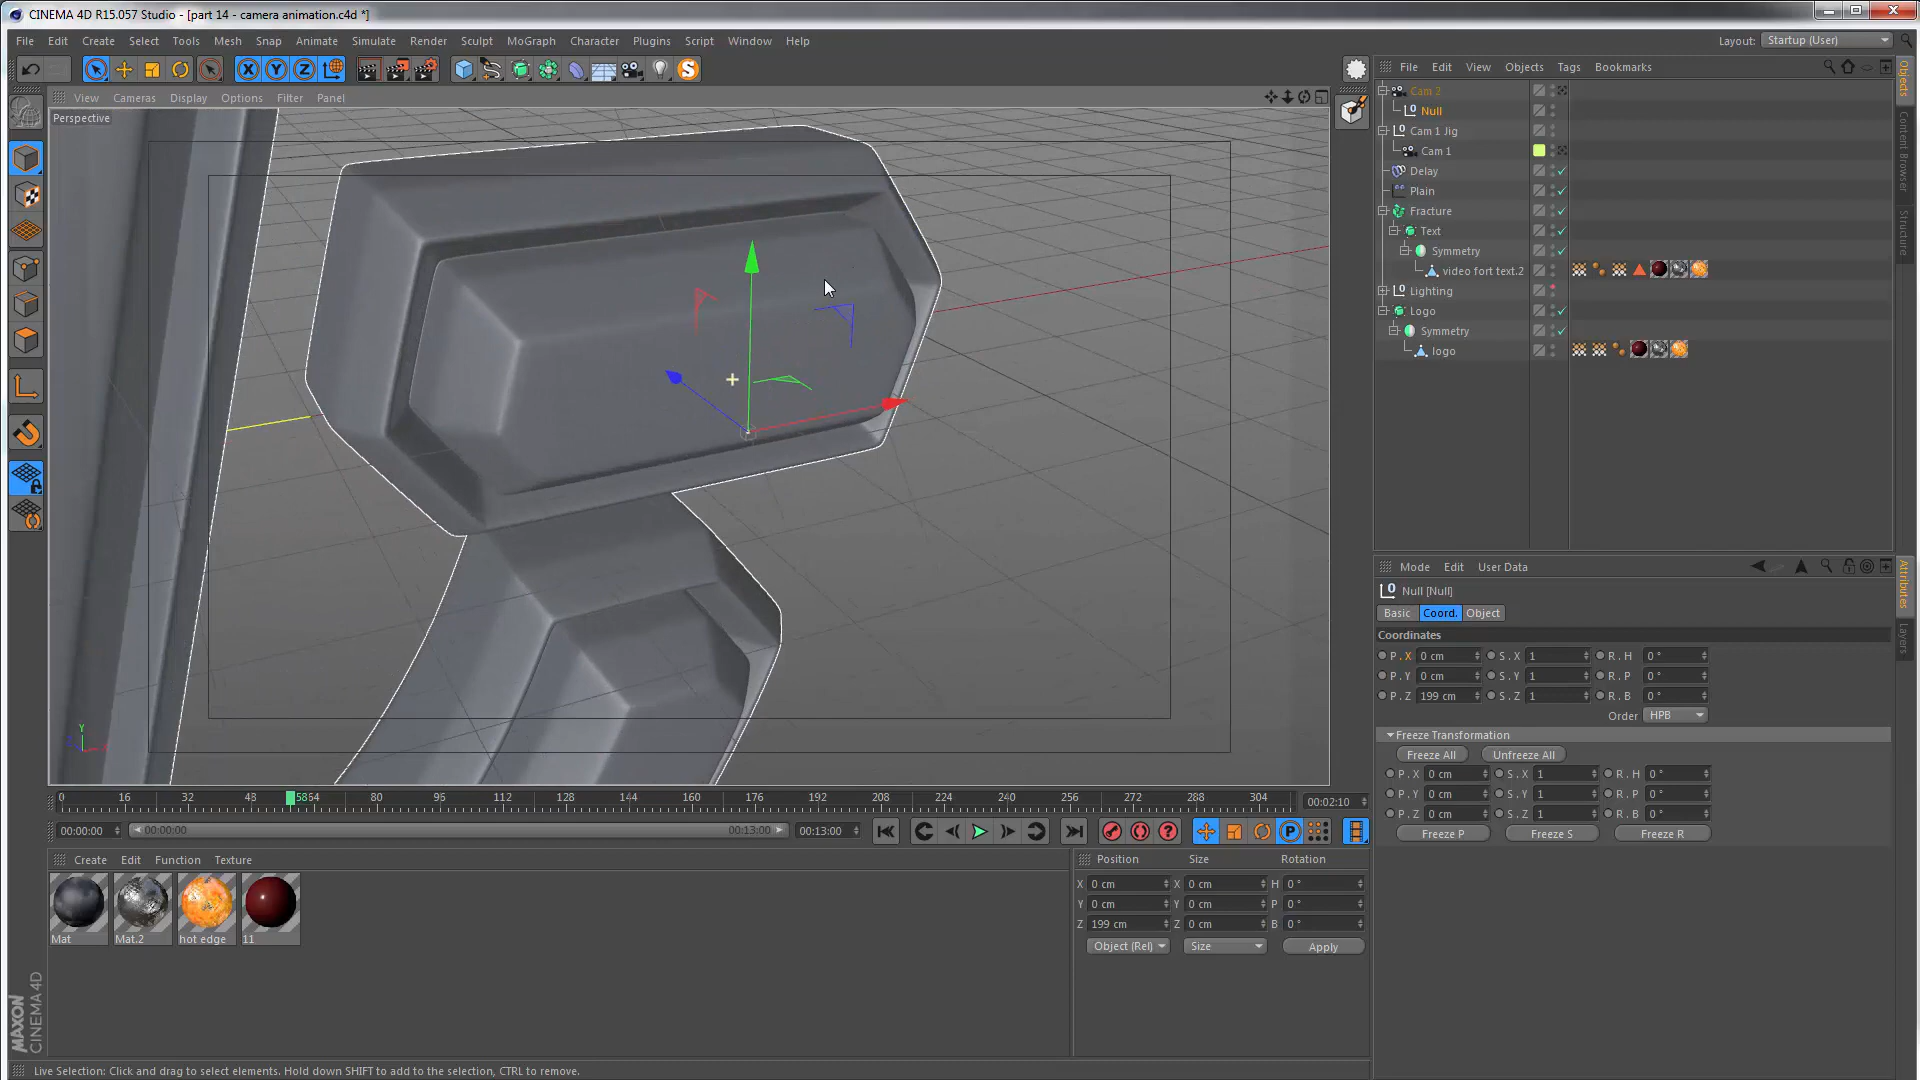 CINEMA 4D R15.057 Studio - [part 14 - camera animation.c4d *]
File Edit Create Select Tools Mesh Snap Animate Simulate Render Sculpt MoGraph Character Plugins Script Window Help
Layout: Startup (User)
X Y Z
File Edit View Objects Tags Bookmarks
View Cameras Display Options Filter Panel
Perspective
Cam 2
Null
Cam 1 Jig
Cam 1
Delay
Plain
Fracture
Text
Symmetry
video fort text.2
Lighting
Logo
Symmetry
logo
Objects
Content Browser
Structure
Mode Edit User Data
Null [Null]
Basic Coord. Object
Coordinates
P . X 0 cm S . X 1 R . H 0 °
P . Y 0 cm S . Y 1 R . P 0 °
P . Z 199 cm S . Z 1 R . B 0 °
Order HPB
Freeze Transformation
Freeze All Unfreeze All
P . X 0 cm S . X 1 R . H 0 °
P . Y 0 cm S . Y 1 R . P 0 °
P . Z 0 cm S . Z 1 R . B 0 °
Freeze P Freeze S Freeze R
Attributes
Layers
Y
0 16 32 48 5864 80 96 112 128 144 160 176 192 208 224 240 256 272 288 304 00:02:10
00:00:00 00:00:00 00:13:00 00:13:00
Create Edit Function Texture
Mat Mat.2 hot edge 11
Position Size Rotation
X 0 cm X 0 cm H 0 °
Y 0 cm Y 0 cm P 0 °
Z 199 cm Z 0 cm B 0 °
Object (Rel) Size Apply
MAXON CINEMA 4D
Live Selection: Click and drag to select elements. Hold down SHIFT to add to the selection, CTRL to remove.